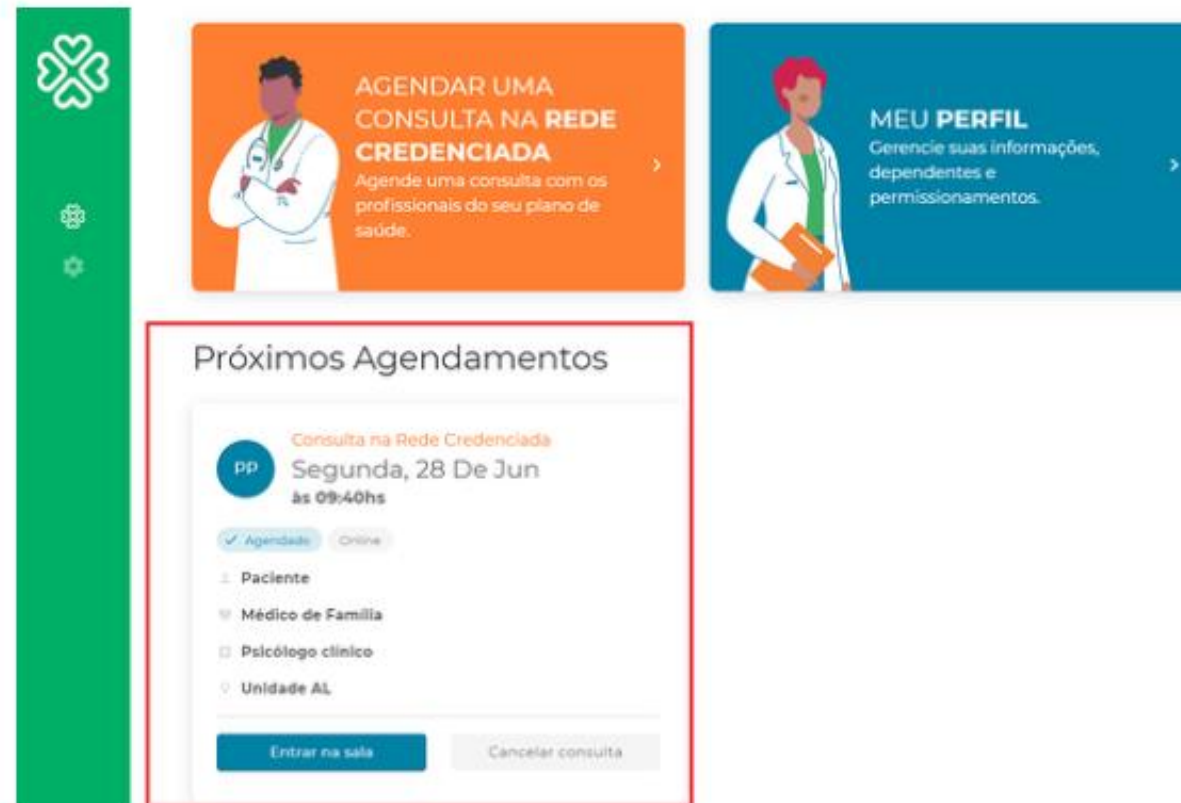 AGENDAR UMA
CONSULTA NA REDE
CREDENCIADA
Agende uma consulta com os
profissionais do seu plano de
saúde.
MEU PERFIL
Gerencie suas informações,
dependentes e
permissionamentos.
Próximos Agendamentos
Consulta na Rede Credenciada
PP
Segunda, 28 De Jun
às 09:40hs
Agendado
Online
Paciente
Médico de Família
Psicólogo clínico
Unidade AL
Entrar na sala
Cancelar consulta